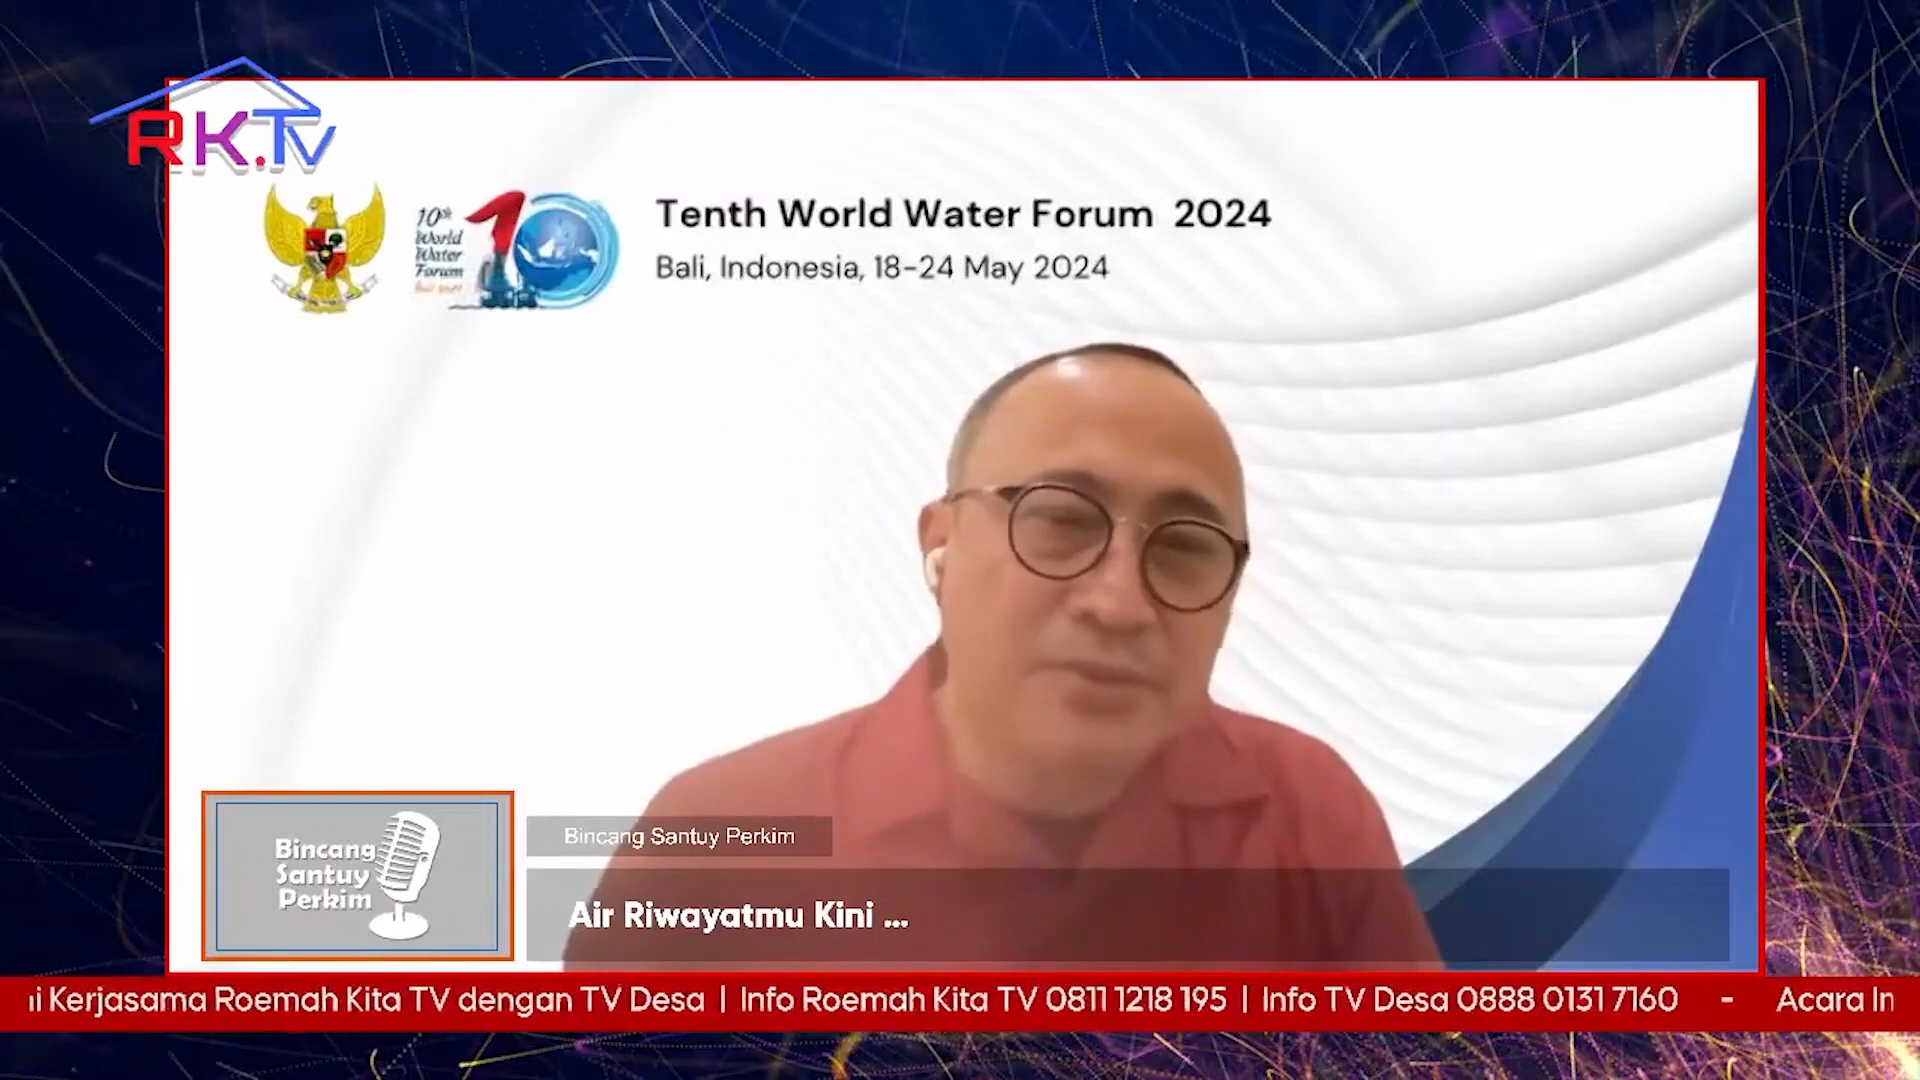 RK.Tv
10th
World
Water
Forum
Tenth World Water Forum 2024
Bali, Indonesia, 18-24 May 2024
Bincang
Santuy
Perkim
Bincang Santuy Perkim
Air Riwayatmu Kini ...
Kerjasama Roemah Kita TV dengan TV Desa | Info Roemah Kita TV 0811 1218 195 | Info TV Desa 0888 0131 7160 - Acara In